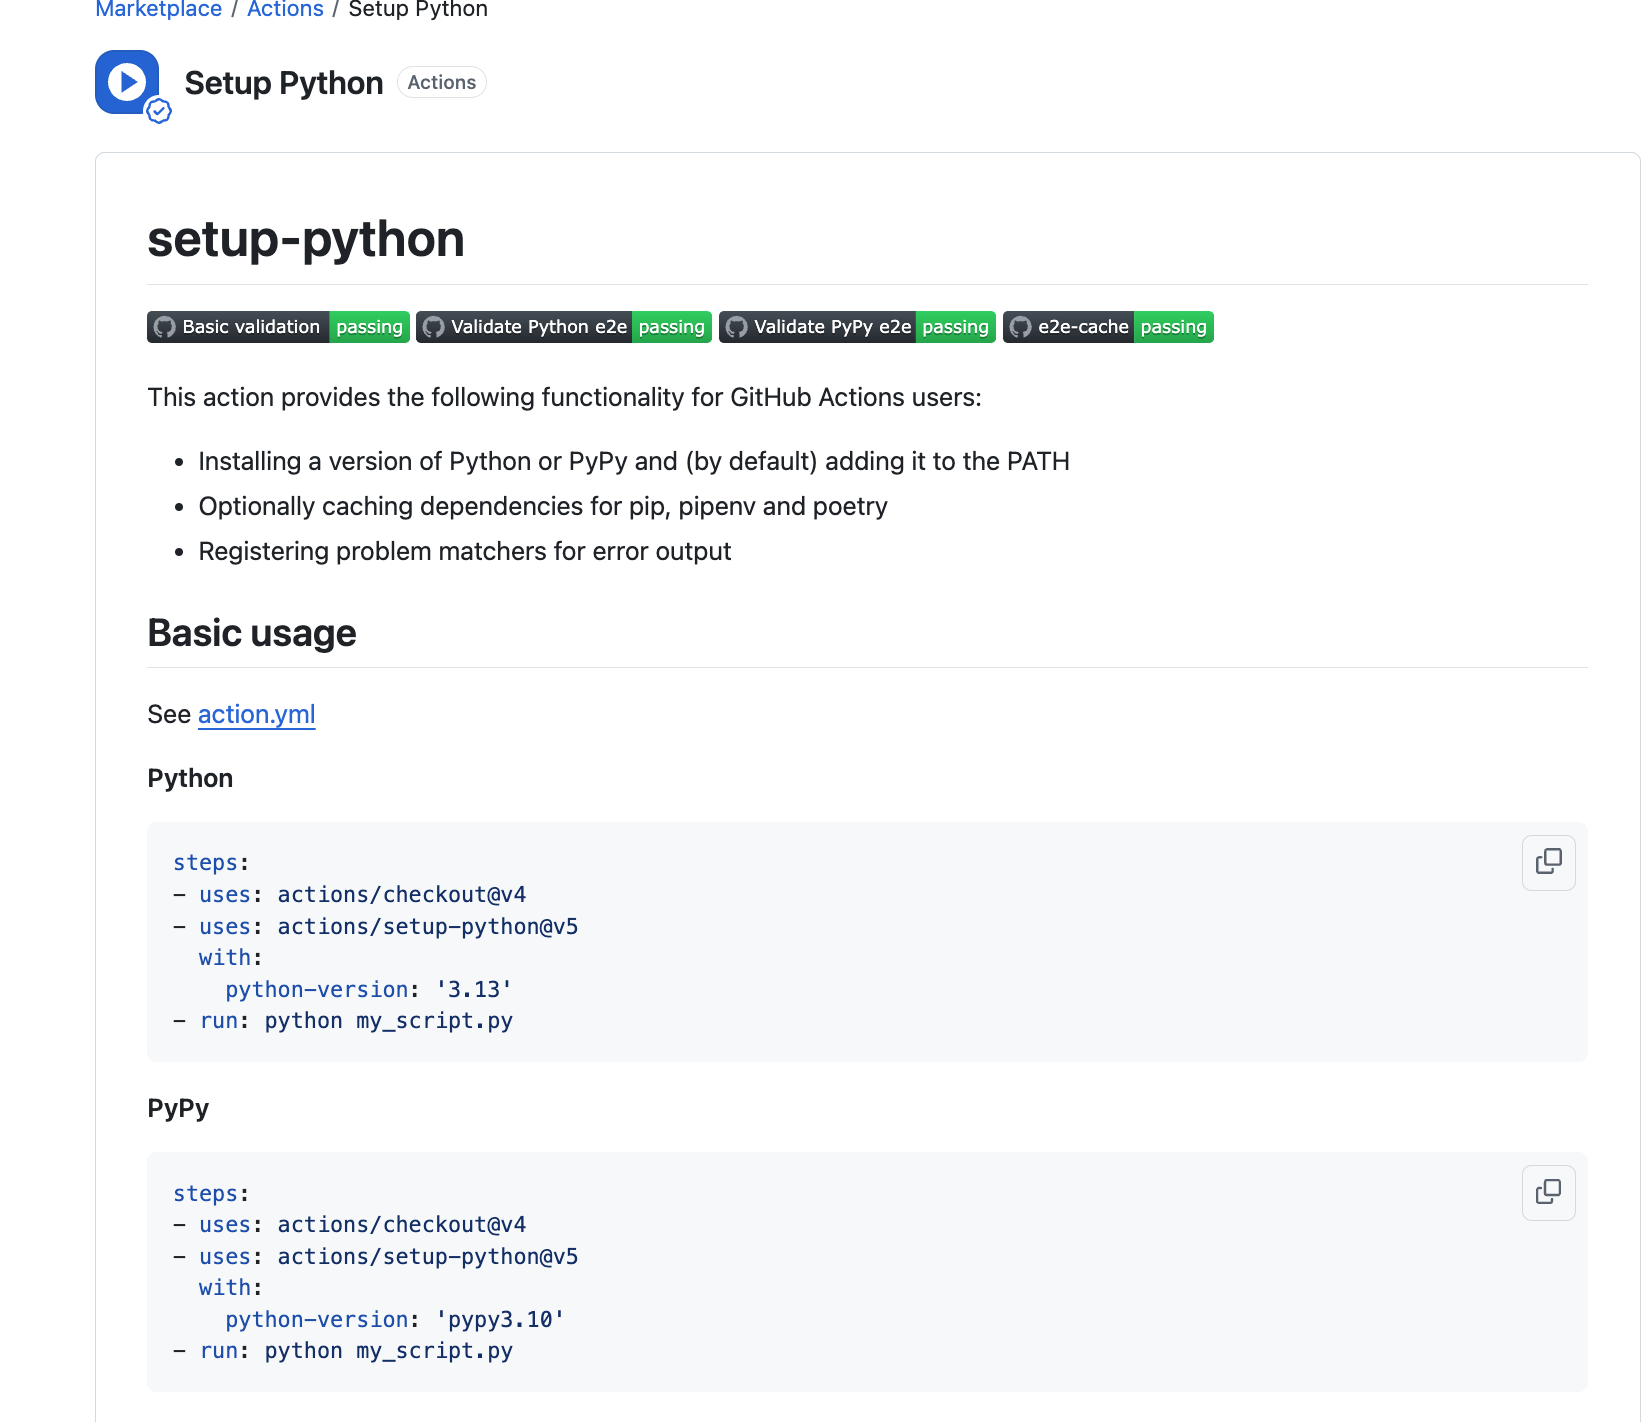 Marketplace / Actions / Setup Python
Setup Python Actions
setup-python
Basic validation passing Validate Python e2e passing Validate PyPy e2e passing e2e-cache passing
This action provides the following functionality for GitHub Actions users:
• Installing a version of Python or PyPy and (by default) adding it to the PATH
• Optionally caching dependencies for pip, pipenv and poetry
• Registering problem matchers for error output
Basic usage
See action.yml
Python
steps:
- uses: actions/checkout@v4
- uses: actions/setup-python@v5
  with:
    python-version: '3.13'
- run: python my_script.py
PyPy
steps:
- uses: actions/checkout@v4
- uses: actions/setup-python@v5
  with:
    python-version: 'pypy3.10'
- run: python my_script.py